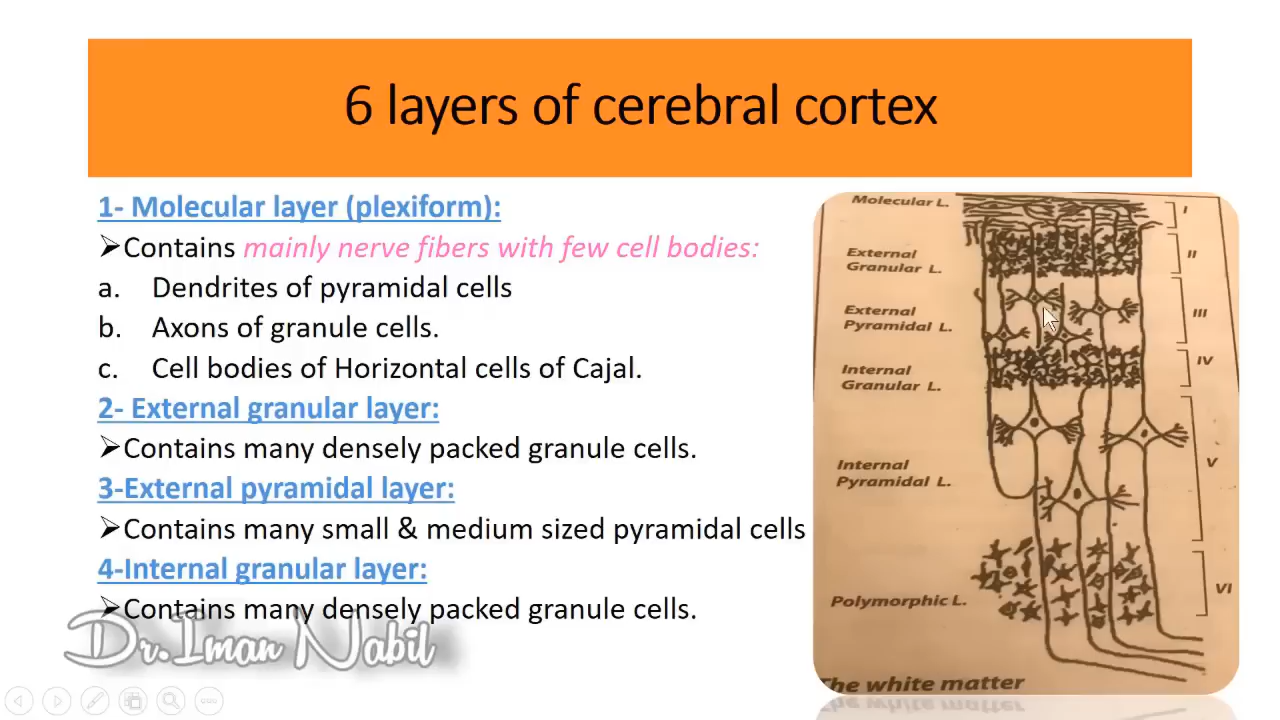 6 layers of cerebral cortex
1- Molecular layer (plexiform):
➢Contains mainly nerve fibers with few cell bodies:
a. Dendrites of pyramidal cells
b. Axons of granule cells.
c. Cell bodies of Horizontal cells of Cajal.
2- External granular layer:
➢Contains many densely packed granule cells.
3-External pyramidal layer:
➢Contains many small & medium sized pyramidal cells
4-Internal granular layer:
➢Contains many densely packed granule cells.
Dr.Iman Nabil
Molecular L.
I
External
Granular L.
II
External
Pyramidal L.
III
Internal
Granular L.
IV
Internal
Pyramidal L.
V
Polymorphic L.
VI
The white matter